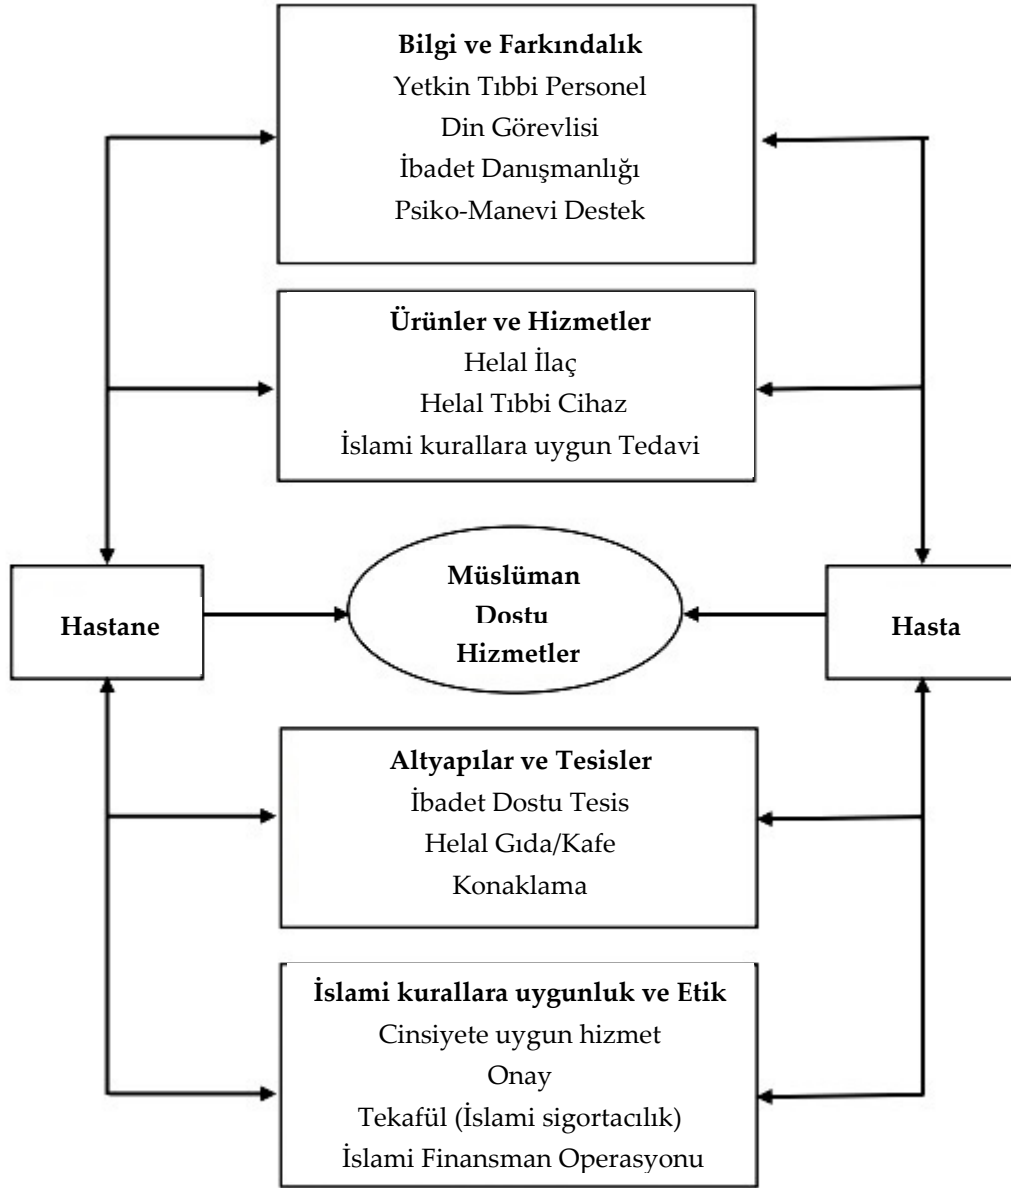 Bilgi ve Farkındalık
Yetkin Tıbbi Personel
Din Görevlisi
İbadet Danışmanlığı
Psiko-Manevi Destek
Ürünler ve Hizmetler
Helal İlaç
Helal Tıbbi Cihaz
İslami kurallara uygun Tedavi
Hastane
Müslüman
Dostu
Hizmetler
Hasta
Altyapılar ve Tesisler
İbadet Dostu Tesis
Helal Gıda/Kafe
Konaklama
İslami kurallara uygunluk ve Etik
Cinsiyete uygun hizmet
Onay
Tekafül (İslami sigortacılık)
İslami Finansman Operasyonu